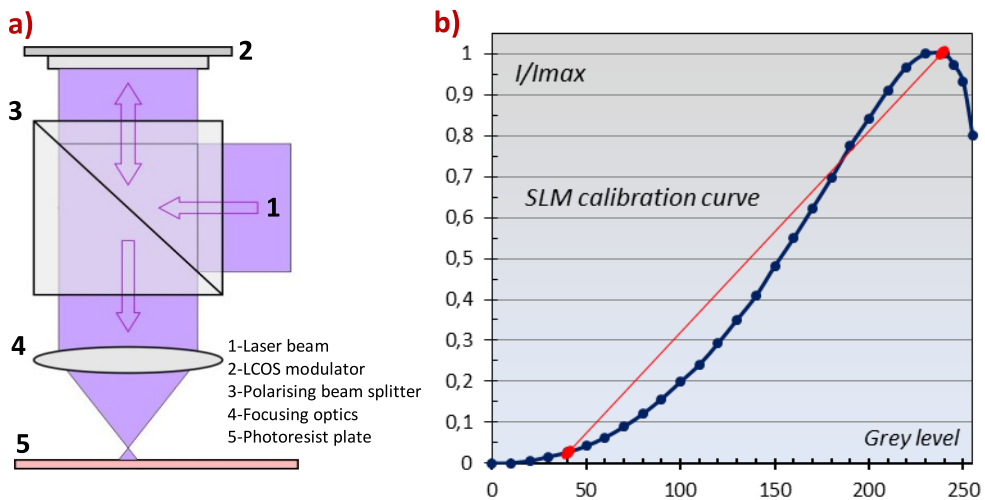 a)
2
3
1
4
1-Laser beam
2-LCOS modulator
3-Polarising beam splitter
4-Focusing optics
5-Photoresist plate
5
b)
I/Imax
SLM calibration curve
Grey level
1
0,9
0,8
0,7
0,6
0,5
0,4
0,3
0,2
0,1
0
0 50 100 150 200 250